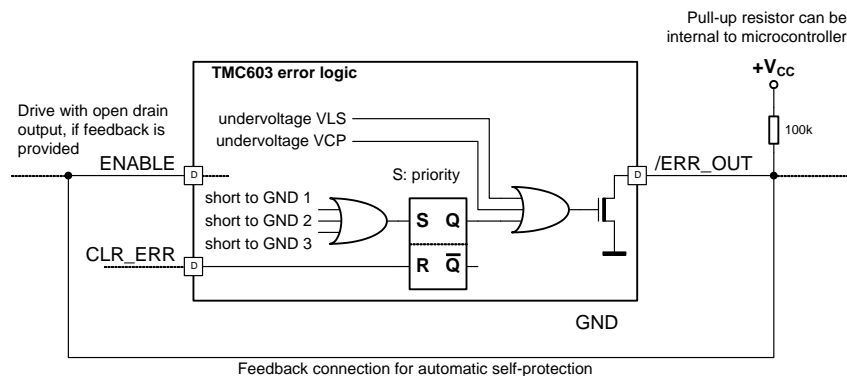 Pull-up resistor can be
internal to microcontroller
+VCC
100k
TMC603 error logic
Drive with open drain
output, if feedback is
provided
undervoltage VLS
undervoltage VCP
ENABLE
D
S: priority
D
/ERR_OUT
short to GND 1
short to GND 2
short to GND 3
S Q
CLR_ERR
D
R Q̅
GND
Feedback connection for automatic self-protection